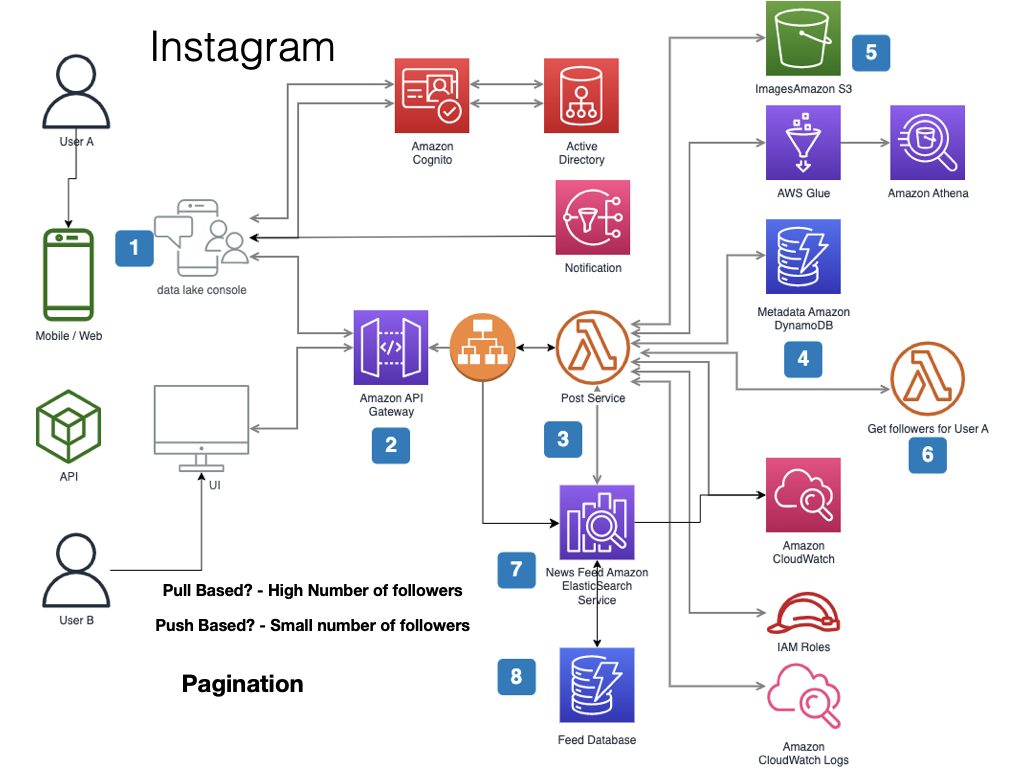 Instagram
User A
Mobile / Web
API
User B
1
data lake console
UI
Amazon
Cognito
Active
Directory
Notification
Amazon API
Gateway
2
Post Service
3
ImagesAmazon S3
5
AWS Glue
Amazon Athena
Metadata Amazon
DynamoDB
4
Get followers for User A
6
Amazon
CloudWatch
IAM Roles
Amazon
CloudWatch Logs
7
News Feed Amazon
ElasticSearch
Service
8
Feed Database
Pull Based? - High Number of followers
Push Based? - Small number of followers
Pagination